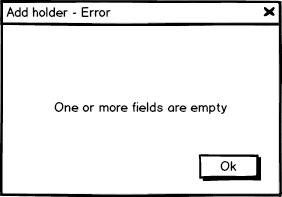 Add holder - Error
One or more fields are empty
Ok